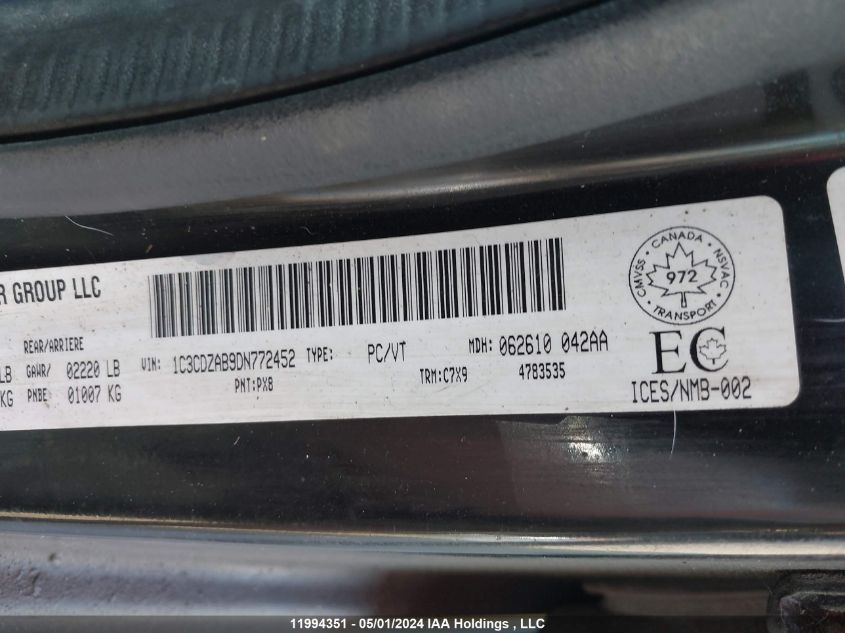 R GROUP LLC
REAR/ARRIERE
LB GAWR/ 02220 LB
KG PNBE 01007 KG
VIN: 1C3CDZAB9DN772452 TYPE: PC/VT MDH: 062610 042AA
PNT:PX8 TRM:C7X9 4783535
CMVSS · CANADA · NSVAC
972
TRANSPORT
EC
ICES/NMB-002
11994351 - 05/01/2024 IAA Holdings , LLC